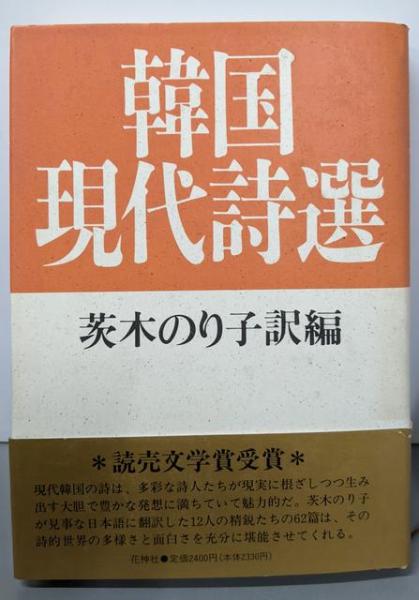 韓国
現代詩選
茨木のり子訳編
*読売文学賞受賞*
現代韓国の詩は、多彩な詩人たちが現実に根ざしつつ生み
出す大胆で豊かな発想に満ちていて魅力的だ。茨木のり子
が見事な日本語に翻訳した12人の精鋭たちの62篇は、その
詩的世界の多様さと面白さを充分に堪能させてくれる。
花神社●定価2400円(本体2330円)